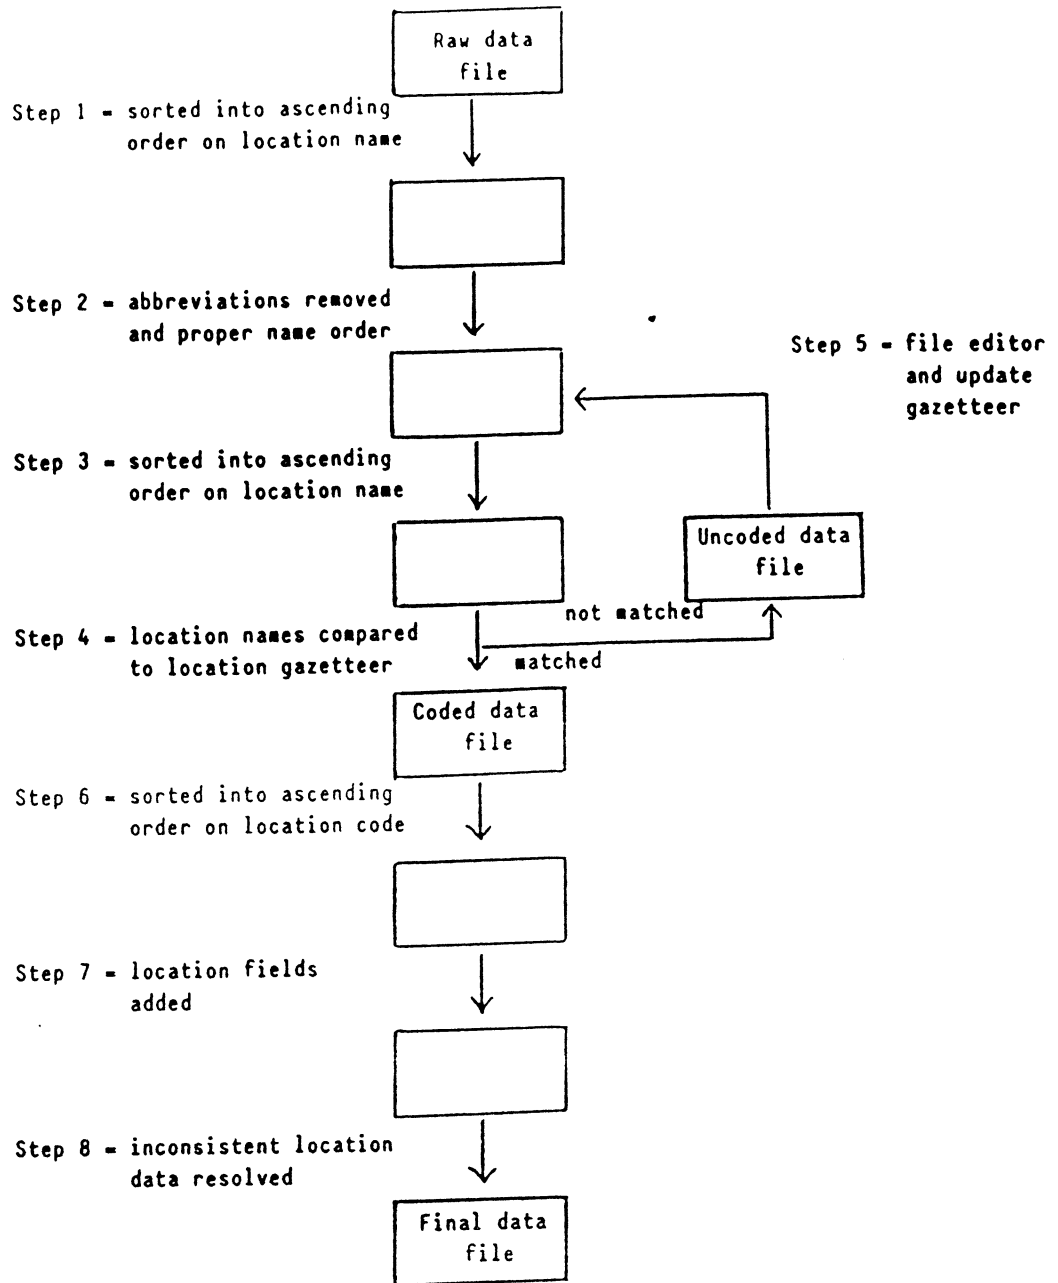 Raw data
file
Step 1 = sorted into ascending
order on location name
Step 2 = abbreviations removed
and proper name order
Step 5 = file editor
and update
gazetteer
Step 3 = sorted into ascending
order on location name
Uncoded data
file
not matched
Step 4 = location names compared
to location gazetteer
matched
Coded data
file
Step 6 = sorted into ascending
order on location code
Step 7 = location fields
added
Step 8 = inconsistent location
data resolved
Final data
file